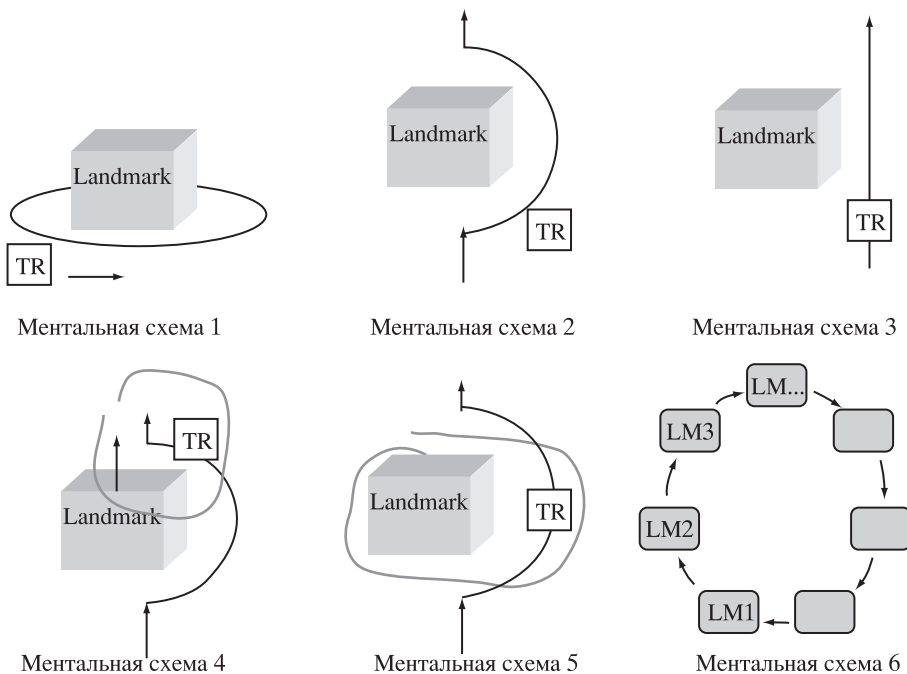 Landmark
TR
Ментальная схема 1
Landmark
TR
Ментальная схема 2
Landmark
TR
Ментальная схема 3
TR
Landmark
Ментальная схема 4
Landmark
TR
Ментальная схема 5
LM...
LM3
LM2
LM1
Ментальная схема 6